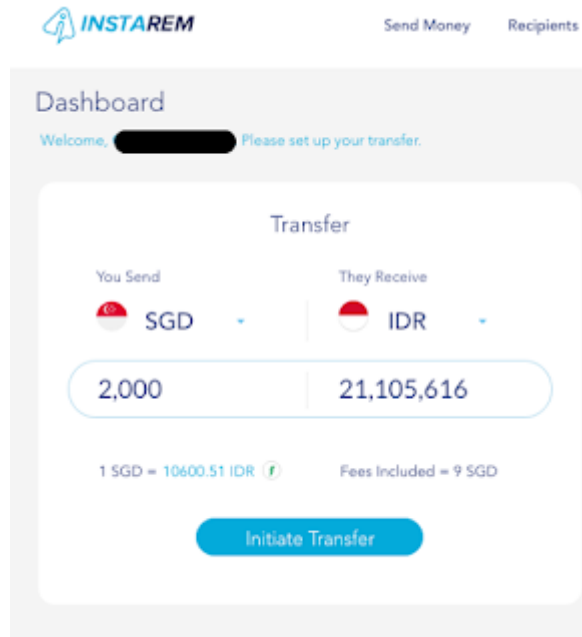 INSTAREM Send Money Recipients
Dashboard
Welcome, Please set up your transfer.
Transfer
You Send They Receive
SGD IDR
2,000 21,105,616
1 SGD = 10600.51 IDR Fees Included = 9 SGD
Initiate Transfer